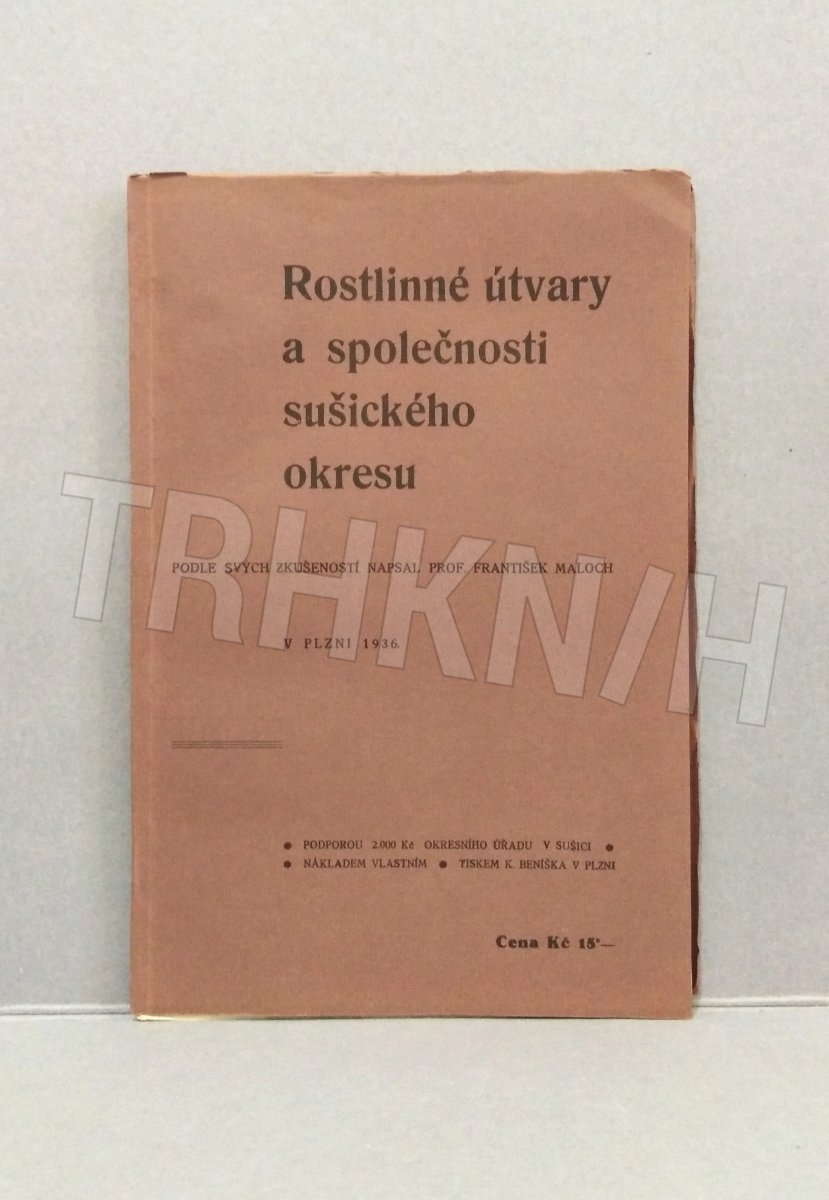 Rostlinné útvary
a společnosti
sušického
okresu
PODLE SVÝCH ZKUŠENOSTÍ NAPSAL PROF. FRANTIŠEK MALOCH
V PLZNI 1936.
● PODPOROU 2.000 Kč OKRESNÍHO ÚŘADU V SUŠICI ●
● NÁKLADEM VLASTNÍM ● TISKEM K. BENÍŠKA V PLZNI
Cena Kč 15·—
TRHKN/H